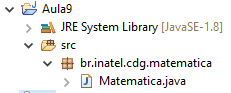 Aula9
JRE System Library [JavaSE-1.8]
src
br.inatel.cdg.matematica
Matematica.java